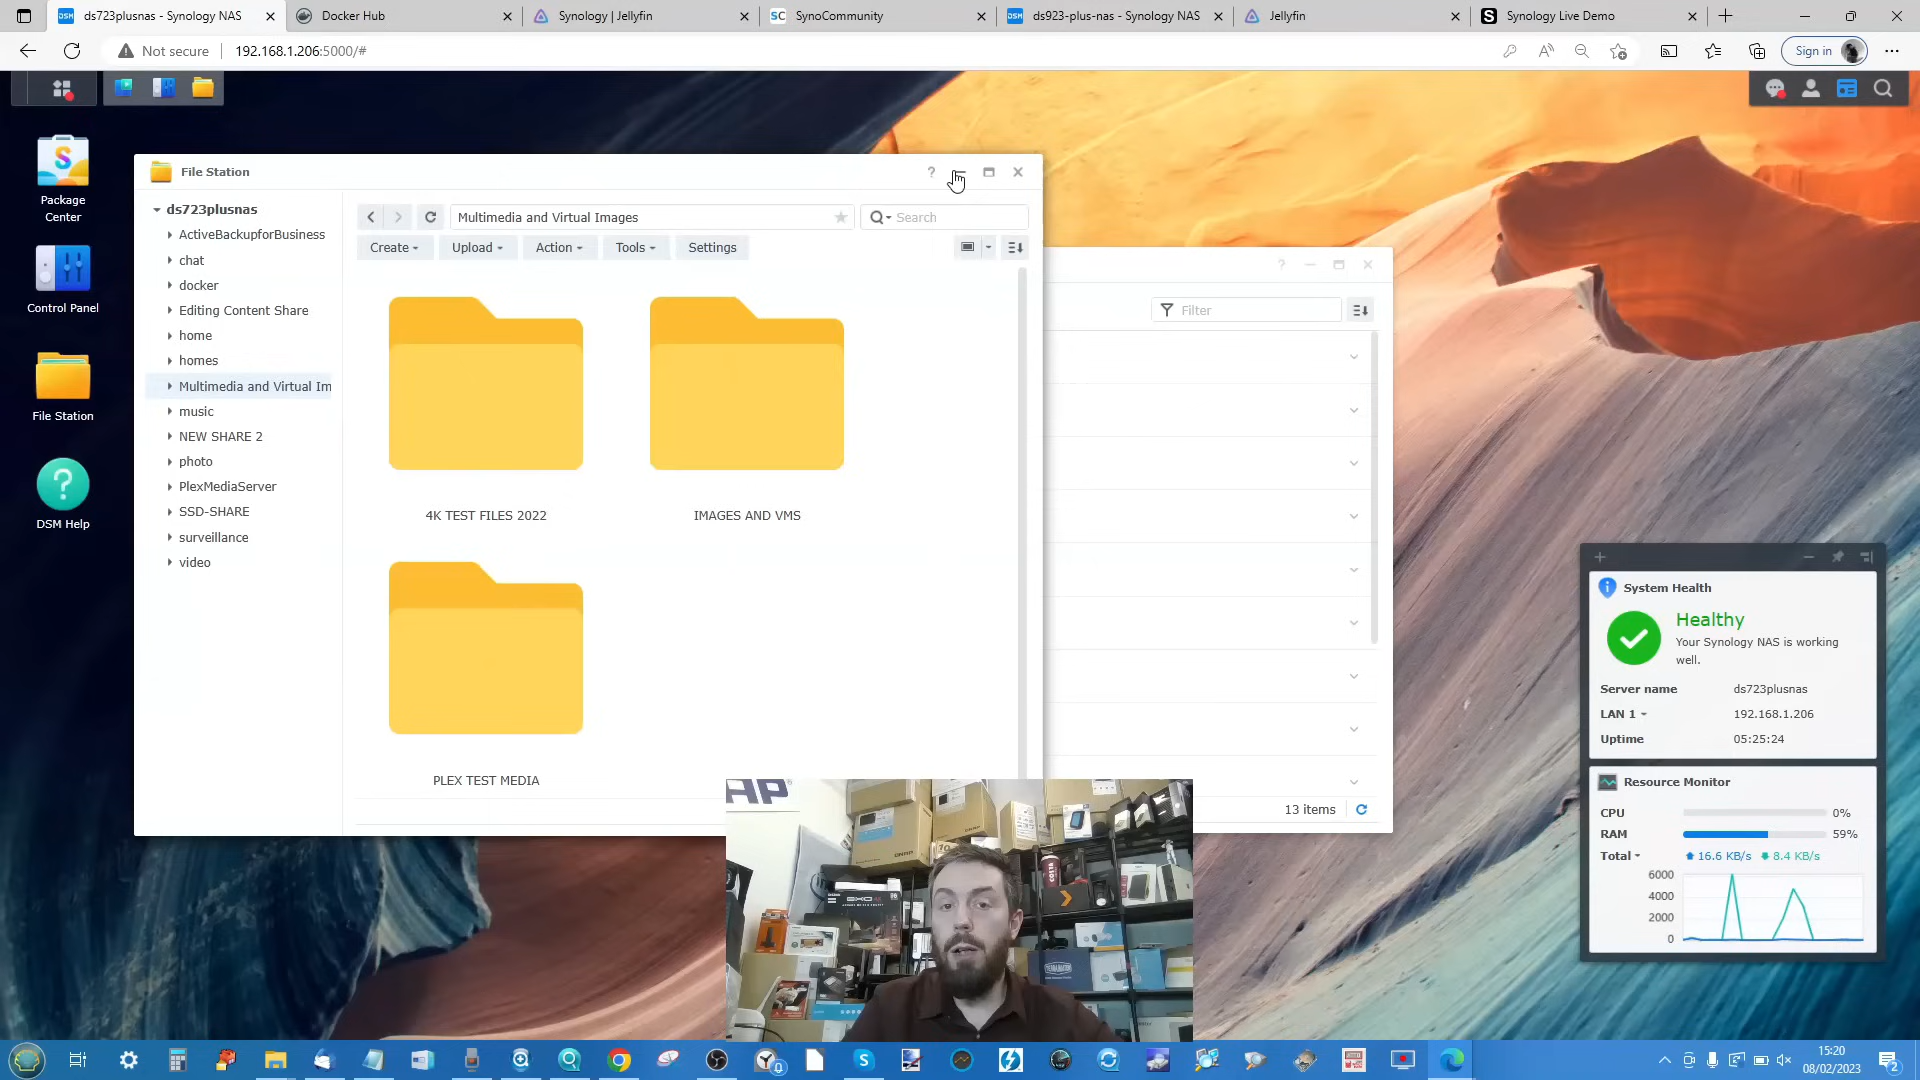 ds723plusnas - Synology NAS
Docker Hub
Synology | Jellyfin
SC
SynoCommunity
ds923-plus-nas - Synology NAS
Jellyfin
S
Synology Live Demo
Not secure
192.168.1.206:5000/#
Sign in
Package
Center
Control Panel
File Station
DSM Help
File Station
ds723plusnas
ActiveBackupforBusiness
chat
docker
Editing Content Share
home
homes
Multimedia and Virtual Im
music
NEW SHARE 2
photo
PlexMediaServer
SSD-SHARE
surveillance
video
Multimedia and Virtual Images
Search
Create
Upload
Action
Tools
Settings
4K TEST FILES 2022
IMAGES AND VMS
PLEX TEST MEDIA
Filter
13 items
System Health
Healthy
Your Synology NAS is working
well.
Server name
ds723plusnas
LAN 1
192.168.1.206
Uptime
05:25:24
Resource Monitor
CPU
0%
RAM
59%
Total
16.6 KB/s
8.4 KB/s
6000
4000
2000
0
15:20
08/02/2023
2